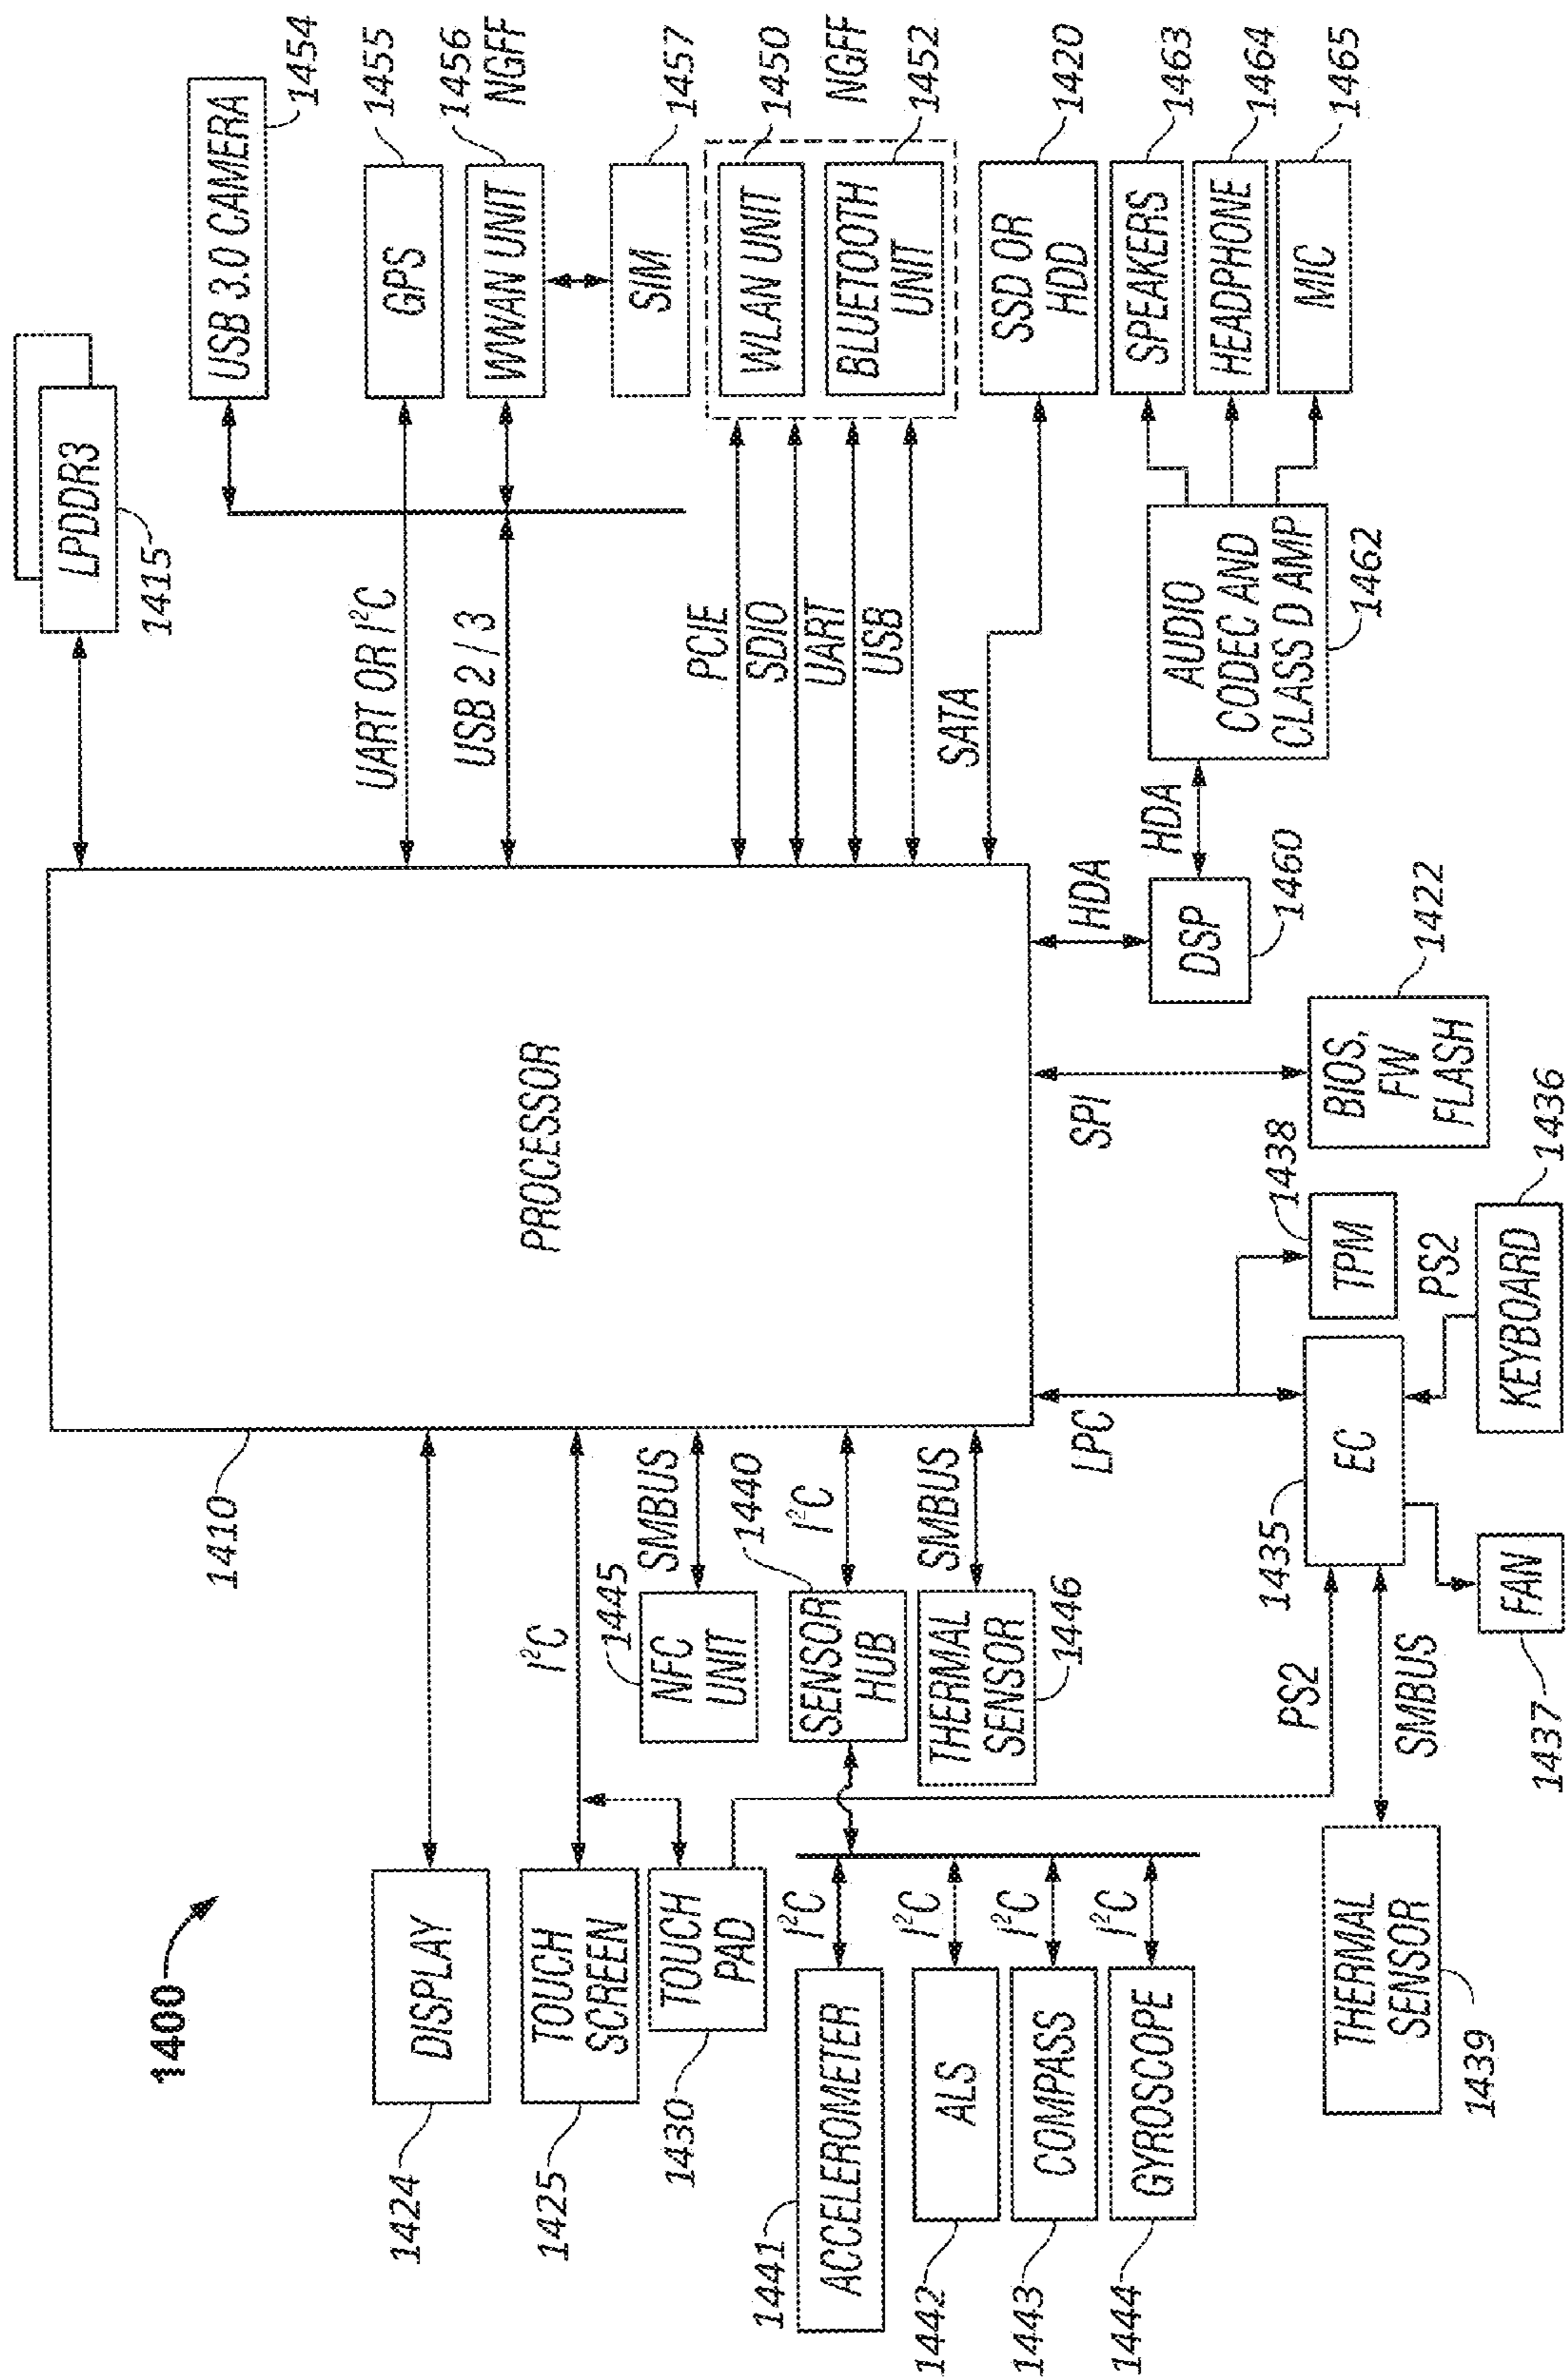 1400
LPDDR3
1415
USB 3.0 CAMERA
1454
1410
PROCESSOR
DISPLAY
1424
UART OR I²C
GPS
1455
USB 2 / 3
WWAN UNIT
1456
NGFF
SIM
1457
TOUCH
SCREEN
1425
I²C
TOUCH
PAD
1430
NFC
UNIT
1445
SMBUS
PCIE
SDIO
UART
USB
WLAN UNIT
1450
NGFF
BLUETOOTH
UNIT
1452
SENSOR
HUB
1440
I²C
THERMAL
SENSOR
1446
SMBUS
SATA
SSD OR
HDD
1420
ACCELEROMETER
1441
I²C
ALS
1442
I²C
COMPASS
1443
I²C
GYROSCOPE
1444
I²C
LPC
SPI
HDA
DSP
1460
HDA
AUDIO
CODEC AND
CLASS D AMP
1462
SPEAKERS
1463
HEADPHONE
1464
MIC
1465
THERMAL
SENSOR
1439
PS2
SMBUS
EC
1435
TPM
1438
BIOS,
FW
FLASH
1422
FAN
1437
PS2
KEYBOARD
1436